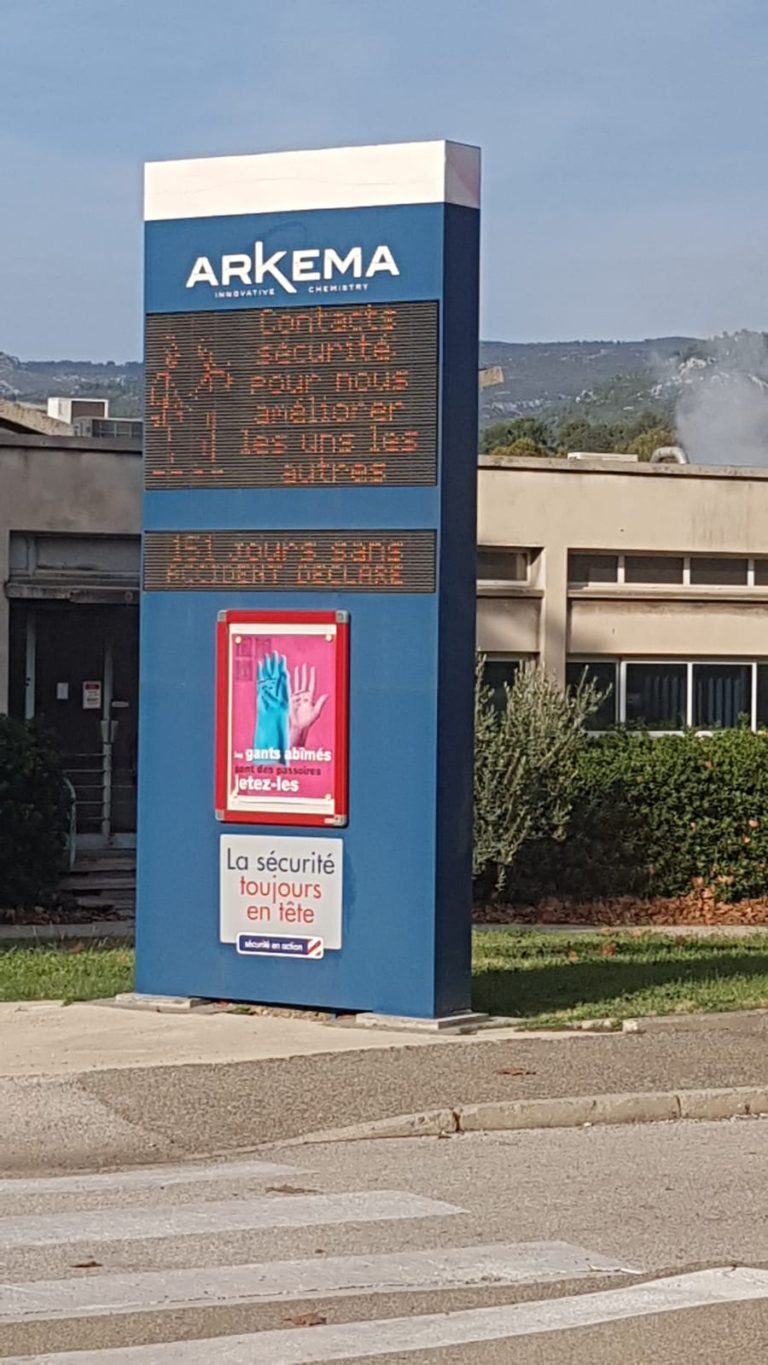 ARKEMA
INNOVATIVE CHEMISTRY
Contacts
sécurité
pour nous
améliorer
les uns les
autres
151 jours sans
ACCIDENT DECLARE
les gants abîmés
sont des passoires
jetez-les
La sécurité
toujours
en tête
sécurité en action